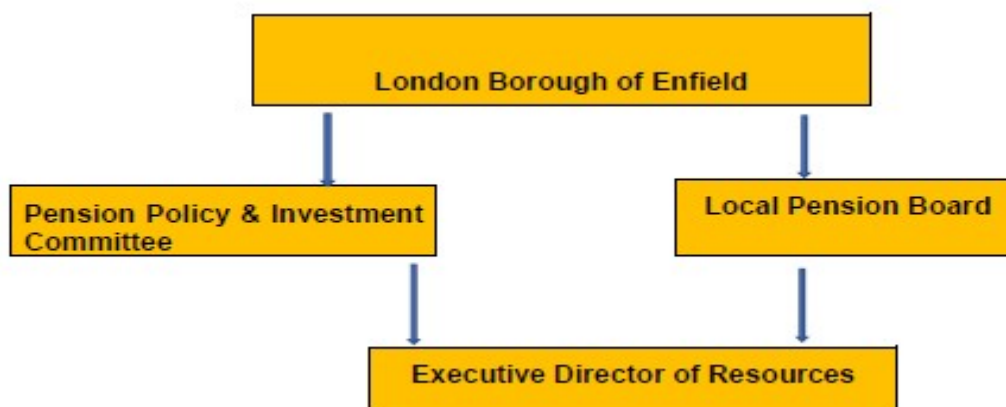 London Borough of Enfield
Pension Policy & Investment
Committee
Local Pension Board
Executive Director of Resources